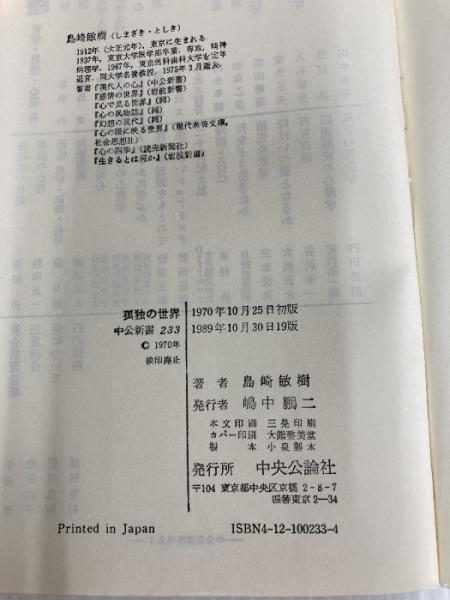 島崎敏樹（しまざき・としき）
1912年（大正元年），東京に生まれる
1937年，東京大学医学部卒業．専攻，精神
病理学．1967年，東京医科歯科大学を定年
退官．同大学名誉教授．1975年3月逝去．
著書『現代人の心』（中公新書）
『感情の世界』（岩波新書）
『心で見る世界』（同）
『心の風物誌』（同）
『幻想の現代』（同）
『心の眼に映る世界』（現代教養文庫，
社会思想社）
『心の四季』（読売新聞社）
『生きるとは何か』（岩波新書）
孤独の世界
中公新書 233
© 1970年
検印廃止
1970年10月25日初版
1989年10月30日19版
著者 島崎敏樹
発行者 嶋中鵬二
本文印刷 三晃印刷
カバー印刷 大熊整美堂
製本 小泉製本
発行所 中央公論社
〒104 東京都中央区京橋2-8-7
振替東京2-34
Printed in Japan
ISBN4-12-100233-4